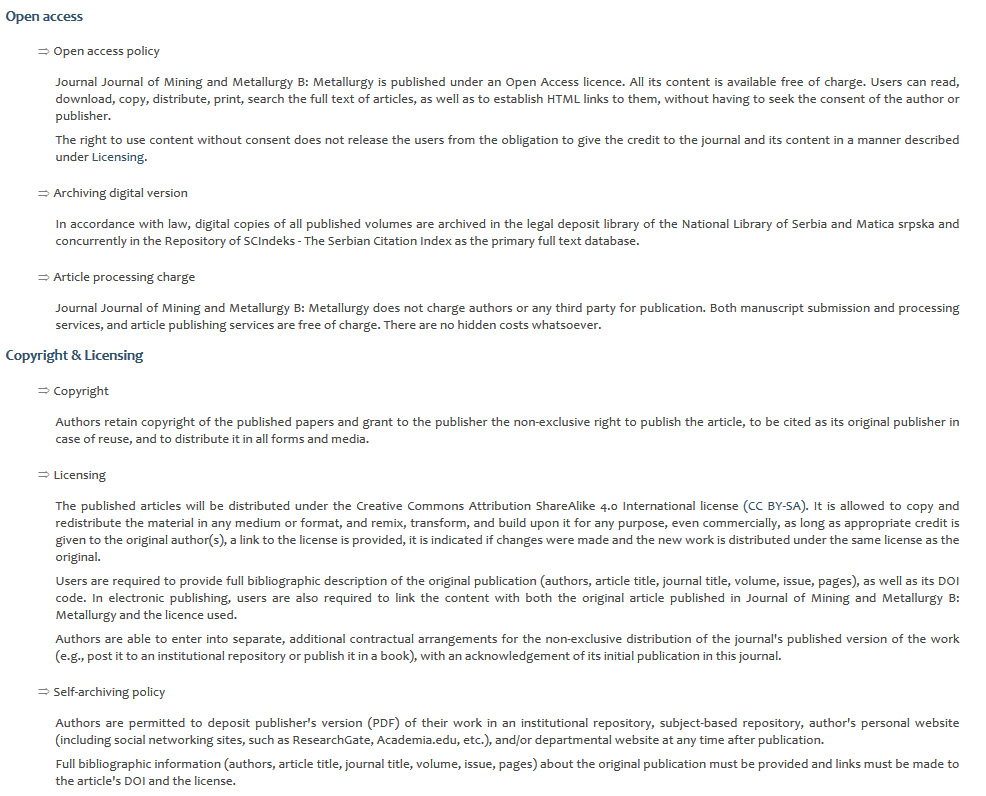 Open access
⇒ Open access policy
Journal Journal of Mining and Metallurgy B: Metallurgy is published under an Open Access licence. All its content is available free of charge. Users can read,
download, copy, distribute, print, search the full text of articles, as well as to establish HTML links to them, without having to seek the consent of the author or
publisher.
The right to use content without consent does not release the users from the obligation to give the credit to the journal and its content in a manner described
under Licensing.
⇒ Archiving digital version
In accordance with law, digital copies of all published volumes are archived in the legal deposit library of the National Library of Serbia and Matica srpska and
concurrently in the Repository of SCIndeks - The Serbian Citation Index as the primary full text database.
⇒ Article processing charge
Journal Journal of Mining and Metallurgy B: Metallurgy does not charge authors or any third party for publication. Both manuscript submission and processing
services, and article publishing services are free of charge. There are no hidden costs whatsoever.
Copyright & Licensing
⇒ Copyright
Authors retain copyright of the published papers and grant to the publisher the non-exclusive right to publish the article, to be cited as its original publisher in
case of reuse, and to distribute it in all forms and media.
⇒ Licensing
The published articles will be distributed under the Creative Commons Attribution ShareAlike 4.0 International license (CC BY-SA). It is allowed to copy and
redistribute the material in any medium or format, and remix, transform, and build upon it for any purpose, even commercially, as long as appropriate credit is
given to the original author(s), a link to the license is provided, it is indicated if changes were made and the new work is distributed under the same license as the
original.
Users are required to provide full bibliographic description of the original publication (authors, article title, journal title, volume, issue, pages), as well as its DOI
code. In electronic publishing, users are also required to link the content with both the original article published in Journal of Mining and Metallurgy B:
Metallurgy and the licence used.
Authors are able to enter into separate, additional contractual arrangements for the non-exclusive distribution of the journal's published version of the work
(e.g., post it to an institutional repository or publish it in a book), with an acknowledgement of its initial publication in this journal.
⇒ Self-archiving policy
Authors are permitted to deposit publisher's version (PDF) of their work in an institutional repository, subject-based repository, author's personal website
(including social networking sites, such as ResearchGate, Academia.edu, etc.), and/or departmental website at any time after publication.
Full bibliographic information (authors, article title, journal title, volume, issue, pages) about the original publication must be provided and links must be made to
the article's DOI and the license.